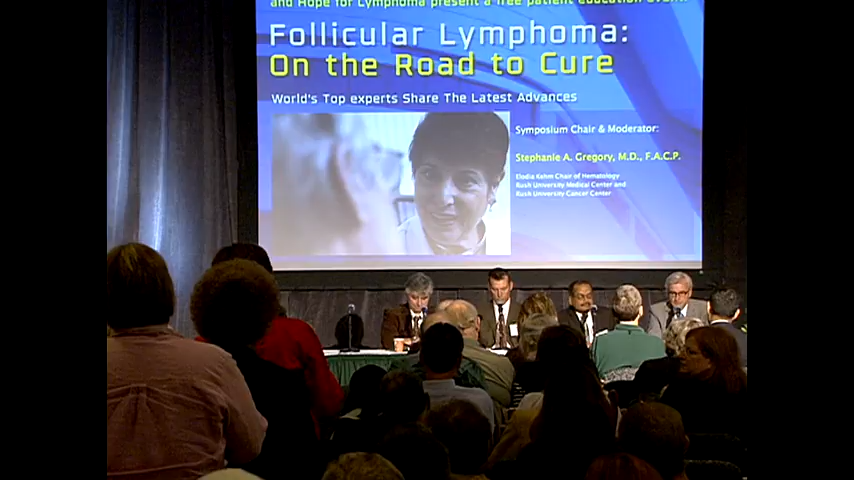 and Hope for Lymphoma present a free patient education event:
Follicular Lymphoma:
On the Road to Cure
World's Top experts Share The Latest Advances
Symposium Chair & Moderator:
Stephanie A. Gregory, M.D., F.A.C.P.
Elodia Kehm Chair of Hematology
Rush University Medical Center and
Rush University Cancer Center